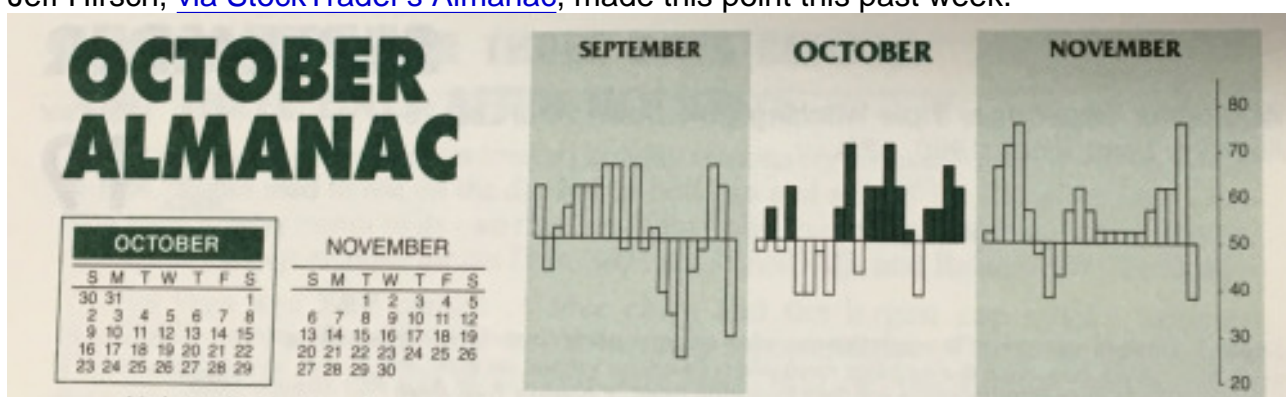 Jeff Hirsch, via StockTrader's Almanac, made this point this past week:
OCTOBER
ALMANAC
OCTOBER
S M T W T F S
30 31 1
2 3 4 5 6 7 8
9 10 11 12 13 14 15
16 17 18 19 20 21 22
23 24 25 26 27 28 29
NOVEMBER
S M T W T F S
1 2 3 4 5
6 7 8 9 10 11 12
13 14 15 16 17 18 19
20 21 22 23 24 25 26
27 28 29 30
SEPTEMBER
OCTOBER
NOVEMBER
80
70
60
50
40
30
20